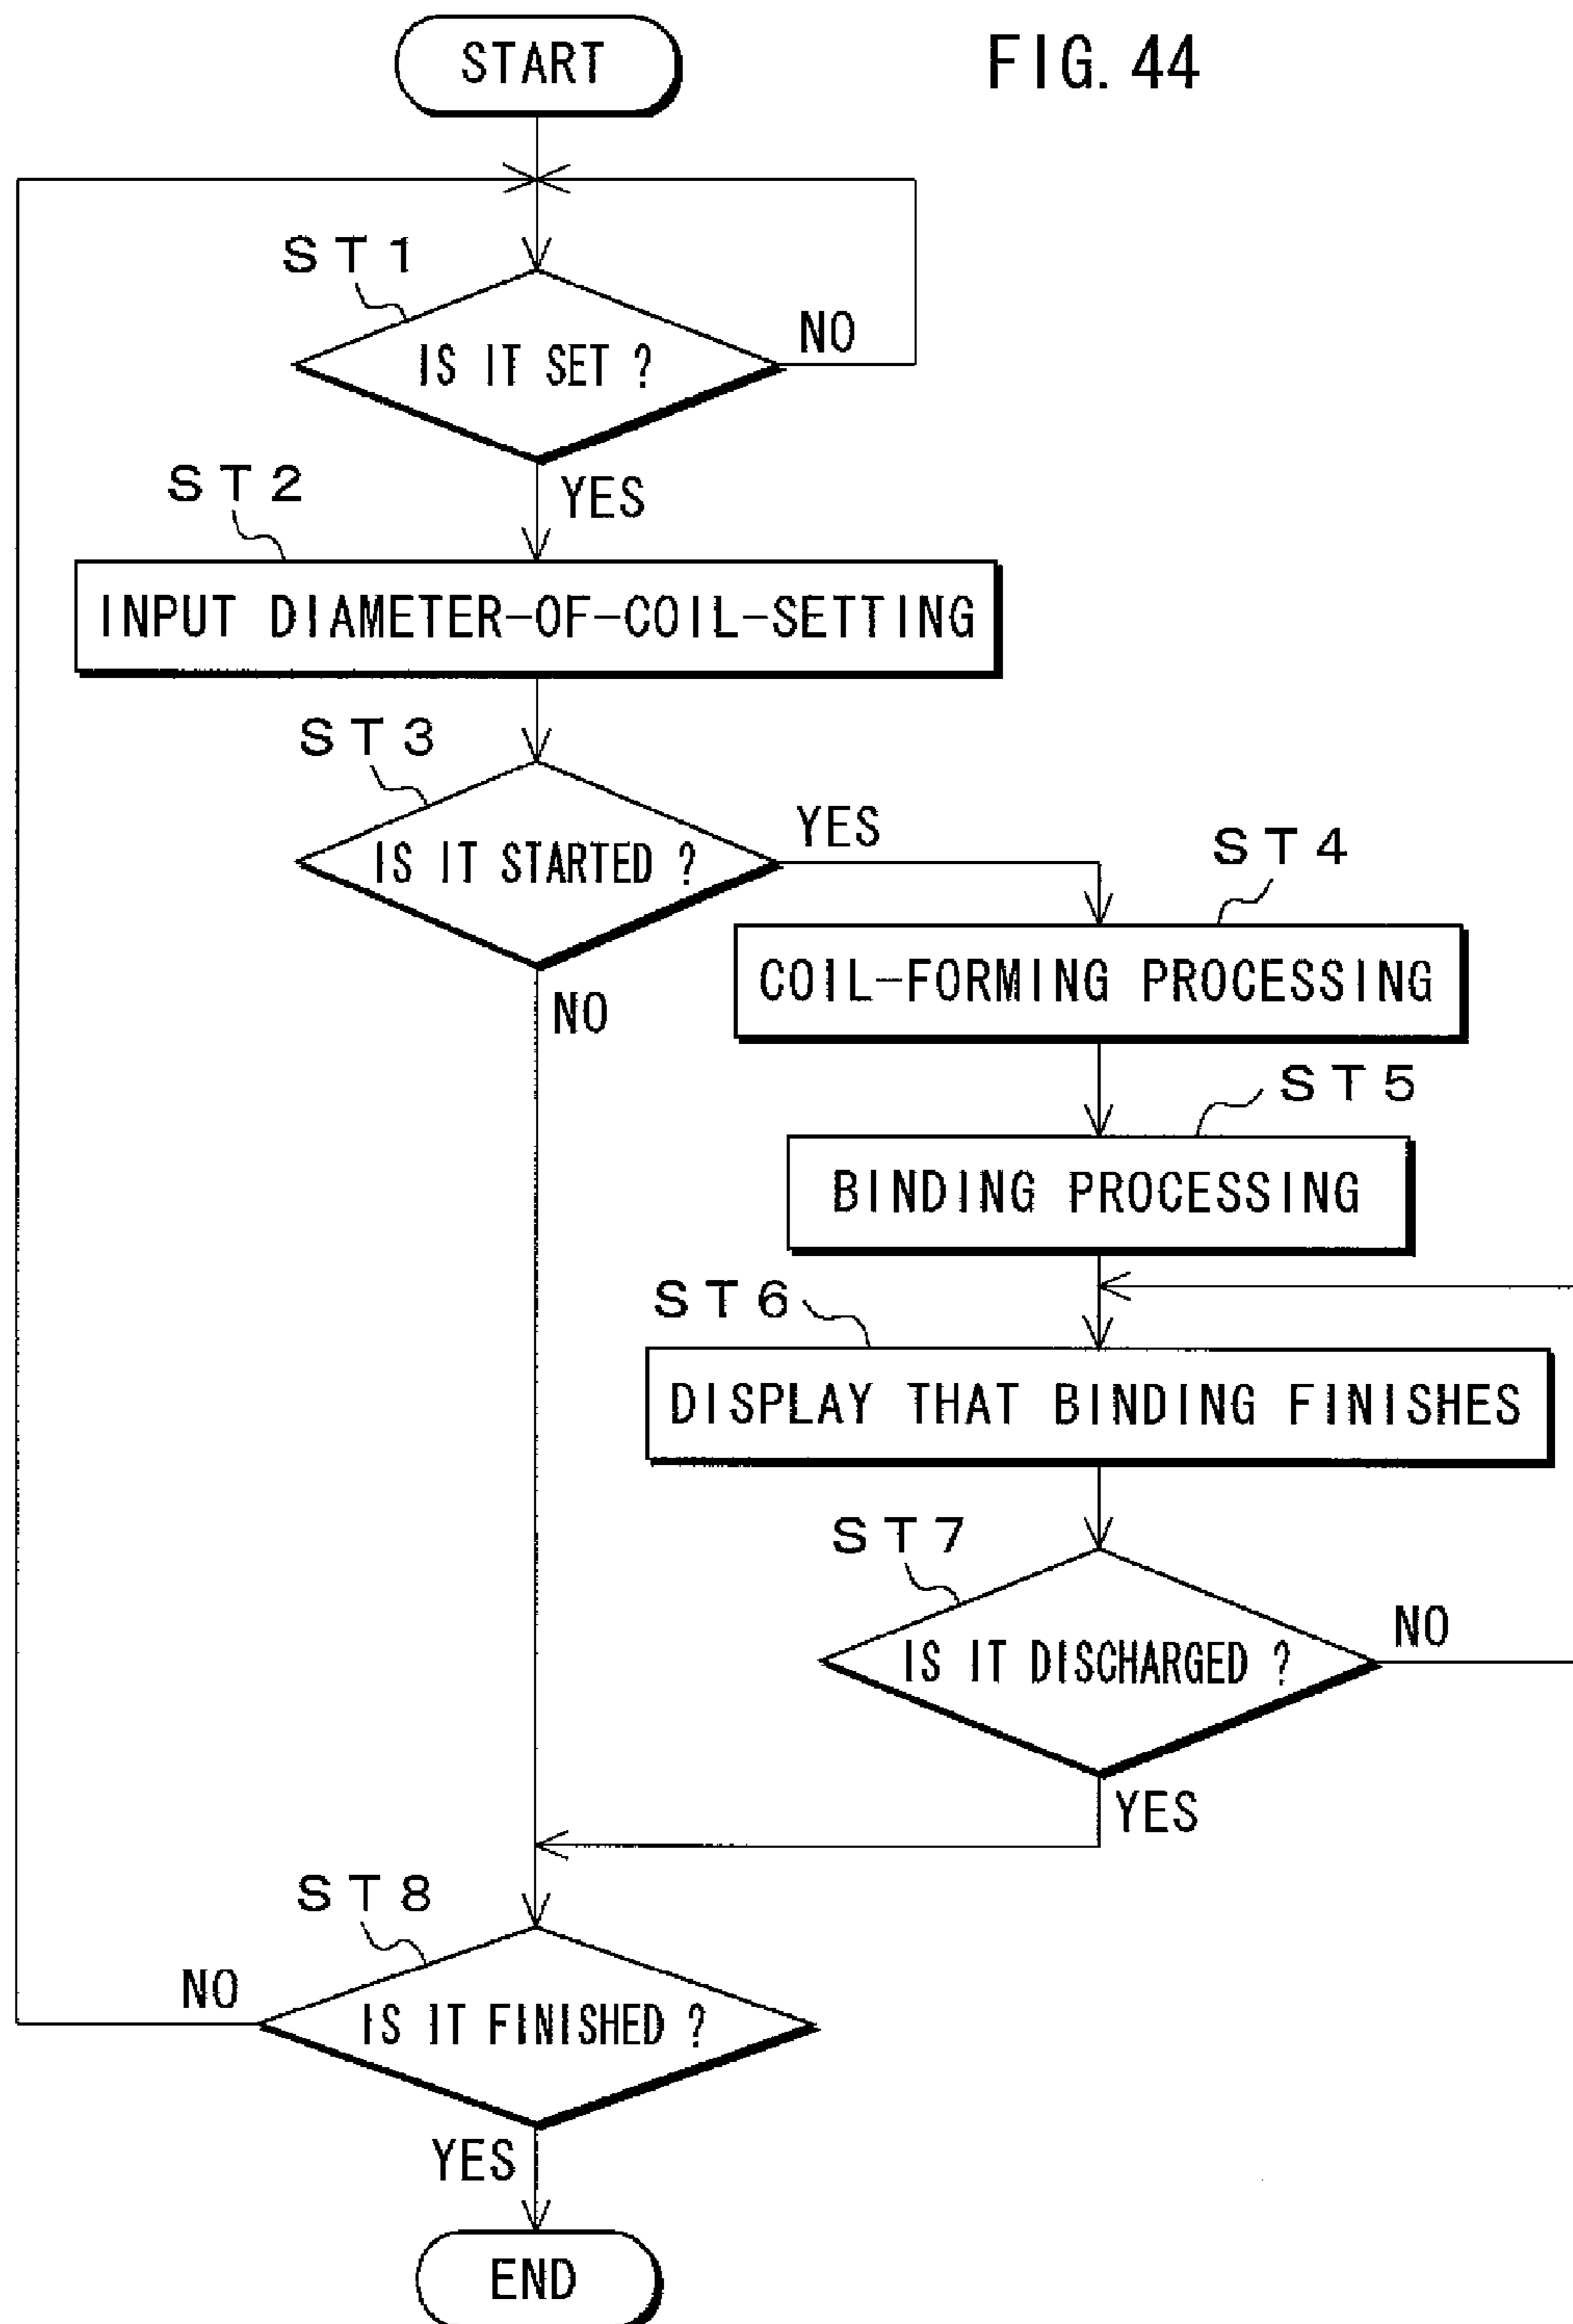 START
FIG. 44
ST1
IS IT SET ?
NO
YES
ST2
INPUT DIAMETER-OF-COIL-SETTING
ST3
IS IT STARTED ?
YES
NO
ST4
COIL-FORMING PROCESSING
ST5
BINDING PROCESSING
ST6
DISPLAY THAT BINDING FINISHES
ST7
IS IT DISCHARGED ?
NO
YES
ST8
IS IT FINISHED ?
NO
YES
END